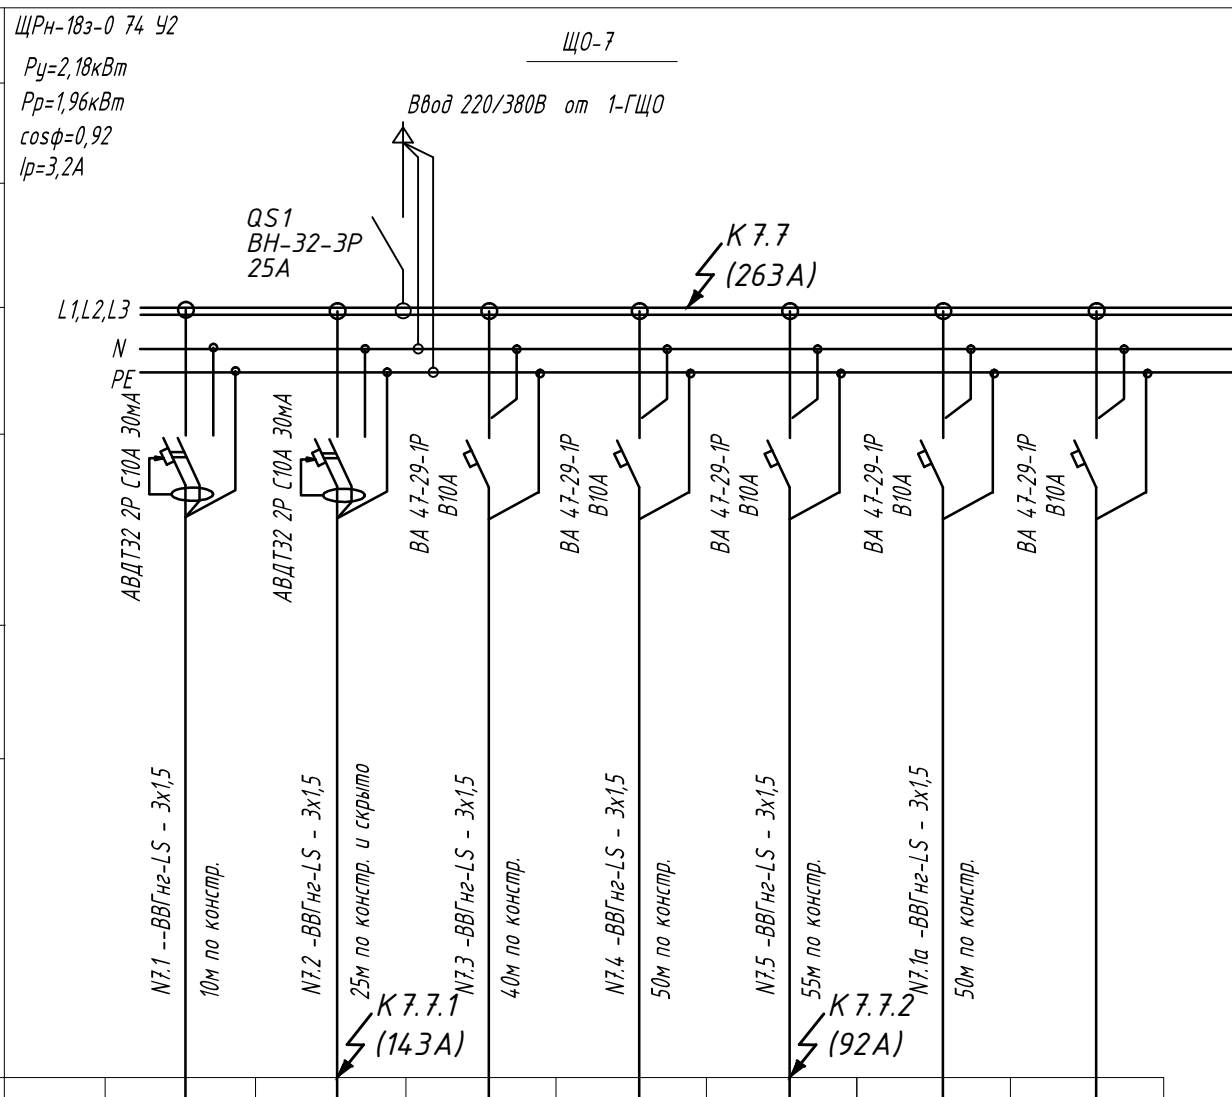 ЩРн-18з-0 74 У2
ЩО-7
Ру=2,18кВт
Рр=1,96кВт
cosφ=0,92
Iр=3,2А
Ввод 220/380В от 1-ГЩО
QS1
ВН-32-3Р
25А
К 7.7
(263А)
L1,L2,L3
N
PE
АВДТ32 2Р С10А 30мА
АВДТ32 2Р С10А 30мА
ВА 47-29-1Р
В10А
ВА 47-29-1Р
В10А
ВА 47-29-1Р
В10А
ВА 47-29-1Р
В10А
ВА 47-29-1Р
В10А
N7.1 --ВВГнг-LS - 3х1,5
10м по констр.
N7.2 -ВВГнг-LS - 3х1,5
25м по констр. и скрыто
N7.3 -ВВГнг-LS - 3х1,5
40м по констр.
N7.4 -ВВГнг-LS - 3х1,5
50м по констр.
N7.5 -ВВГнг-LS - 3х1,5
55м по констр.
N7.1а -ВВГнг-LS - 3х1,5
50м по констр.
К 7.7.1
(143А)
К 7.7.2
(92А)